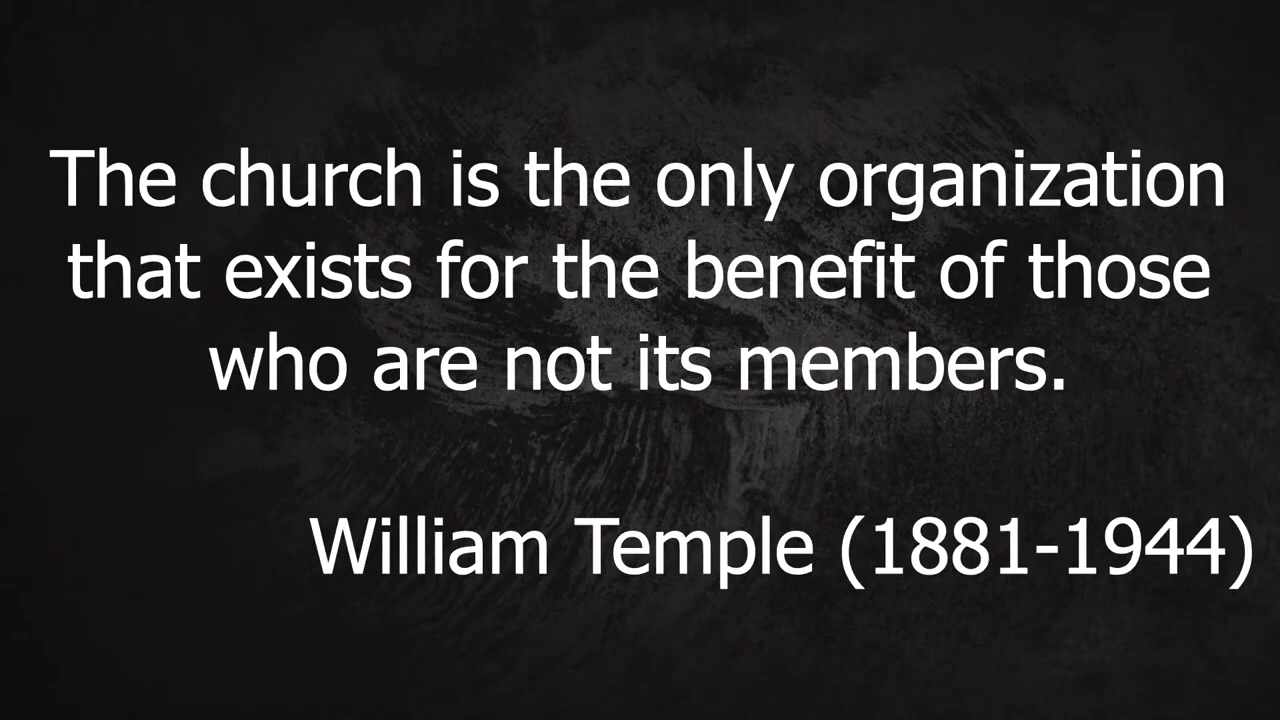 The church is the only organization
that exists for the benefit of those
who are not its members.
William Temple (1881-1944)